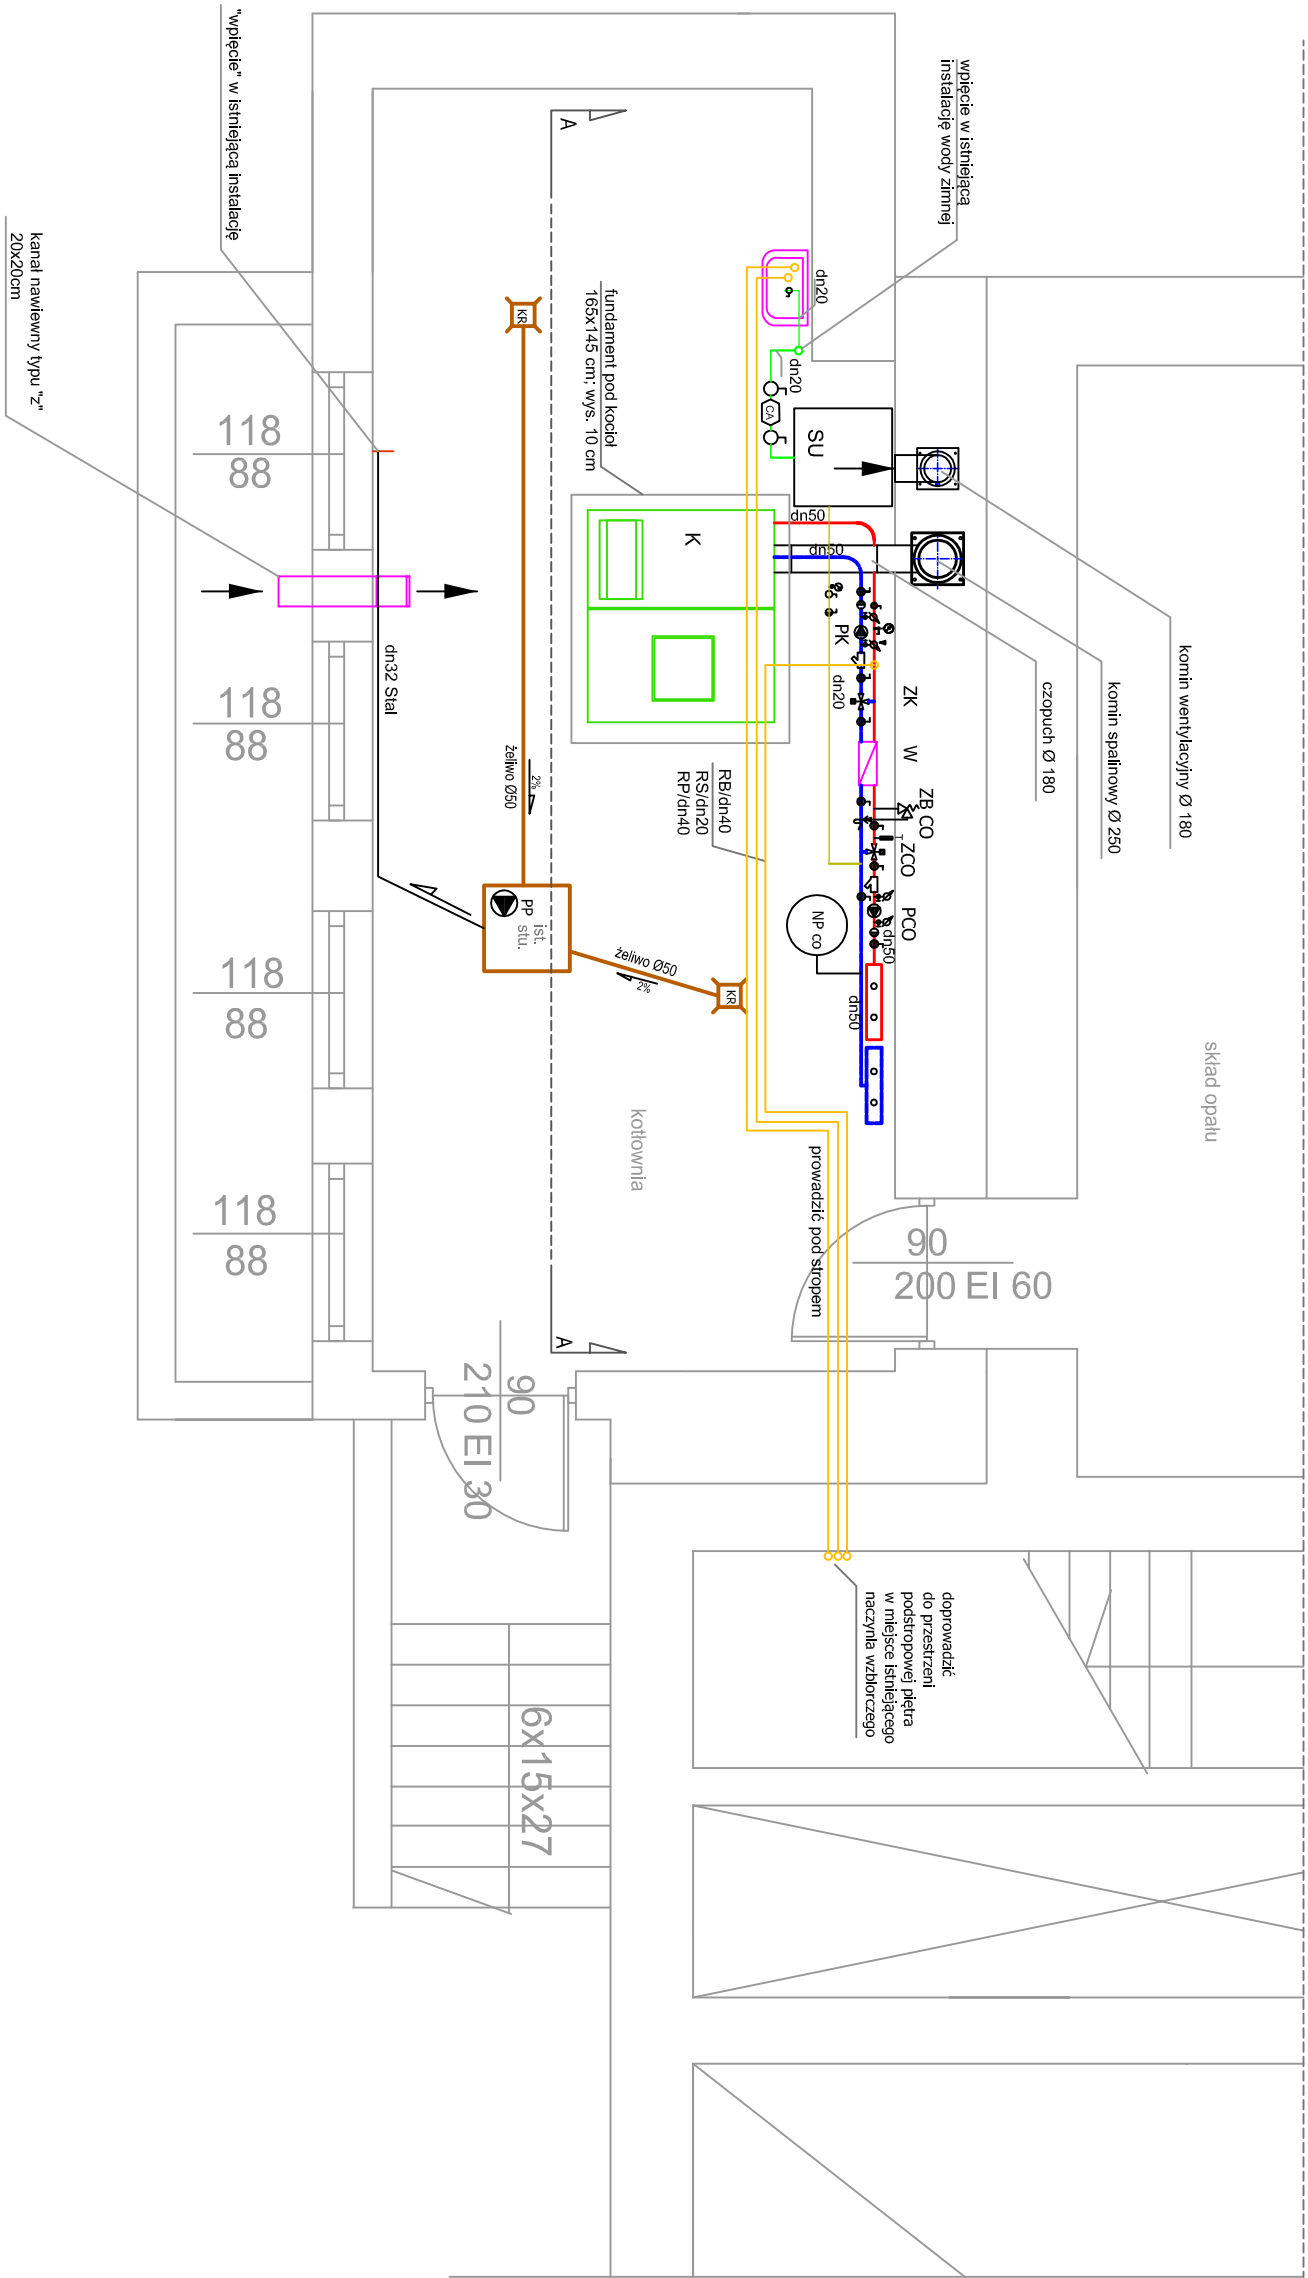 "wpięcie" w istniejącą instalację
kanał nawiewny typu "z"
20x20cm
wpięcie w istniejącą
instalację wody zimnej
komin wentylacyjny Ø 180
komin spalinowy Ø 250
czopuch Ø 180
fundament pod kocioł
165x145 cm; wys. 10 cm
A
A
KR
KR
dn20
dn20
CA
SU
K
dn50
dn50
PK
dn20
ZK
W
ZB CO
ZCO
PCO
dn50
dn50
NP co
T
RB/dn40
RS/dn20
RP/dn40
żeliwo Ø50
2%
żeliwo Ø50
2%
PP
ist.
stu.
dn32 Stal
118
88
118
88
118
88
118
88
kotłownia
skład opału
prowadzić pod stropem
90
200 EI 60
90
210 EI 30
doprowadzić
do przestrzeni
podstropowej piętra
w miejsce istniejącego
naczynia wzbiorczego
6x15x27